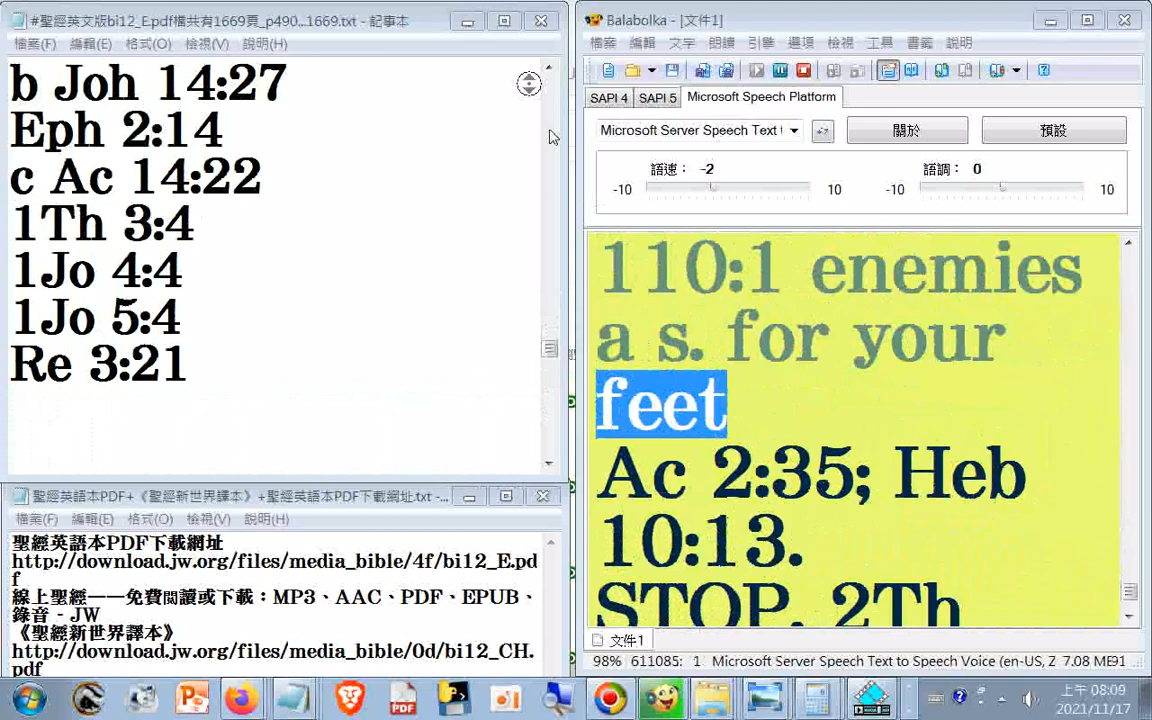 #聖經英文版bi12_E.pdf檔共有1669頁_p490...1669.txt - 記事本
檔案(F) 編輯(E) 格式(O) 檢視(V) 說明(H)
b Joh 14:27
Eph 2:14
c Ac 14:22
1Th 3:4
1Jo 4:4
1Jo 5:4
Re 3:21
聖經英語本PDF+《聖經新世界譯本》+聖經英語本PDF下載網址.txt - ...
檔案(F) 編輯(E) 格式(O) 檢視(V) 說明(H)
聖經英語本PDF下載網址
http://download.jw.org/files/media_bible/4f/bi12_E.pd
f
線上聖經——免費閱讀或下載：MP3、AAC、PDF、EPUB、
錄音 - JW
《聖經新世界譯本》
http://download.jw.org/files/media_bible/0d/bi12_CH.
pdf
Balabolka - [文件1]
檔案 編輯 文字 朗讀 引擎 選項 檢視 工具 書籤 說明
SAPI 4 SAPI 5 Microsoft Speech Platform
Microsoft Server Speech Text 關於 預設
語速： -2 語調： 0
-10 10 -10 10
110:1 enemies
a s. for your
feet
Ac 2:35; Heb
10:13.
STOP, 2Th
文件1
98% 611085: 1 Microsoft Server Speech Text to Speech Voice (en-US, Z 7.08 ME91
上午 08:09
2021/11/17